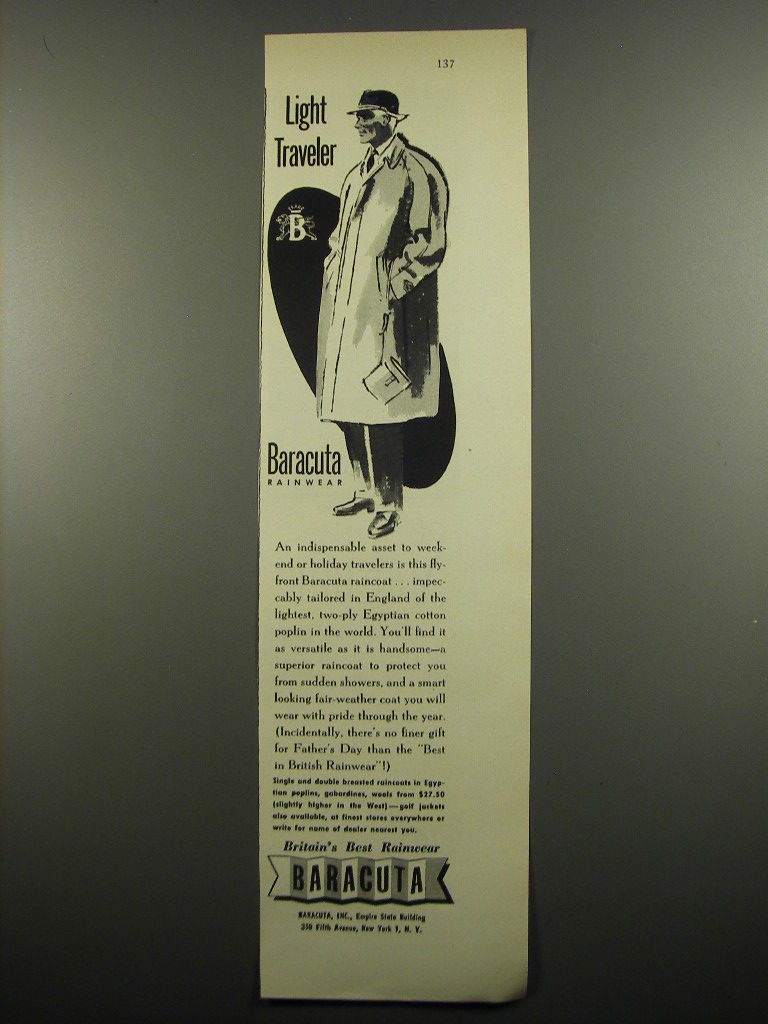 137
Light
Traveler
B
Baracuta
RAINWEAR
An indispensable asset to week-
end or holiday travelers is this fly-
front Baracuta raincoat . . . impec-
cably tailored in England of the
lightest, two-ply Egyptian cotton
poplin in the world. You'll find it
as versatile as it is handsome—a
superior raincoat to protect you
from sudden showers, and a smart
looking fair-weather coat you will
wear with pride through the year.
(Incidentally, there's no finer gift
for Father's Day than the "Best
in British Rainwear"!)
Single and double breasted raincoats in Egyp-
tian poplins, gabardines, wools from $27.50
(slightly higher in the West)—golf jackets
also available, at finest stores everywhere or
write for name of dealer nearest you.
Britain's Best Rainwear
BARACUTA
BARACUTA, INC., Empire State Building
350 Fifth Avenue, New York 1, N. Y.